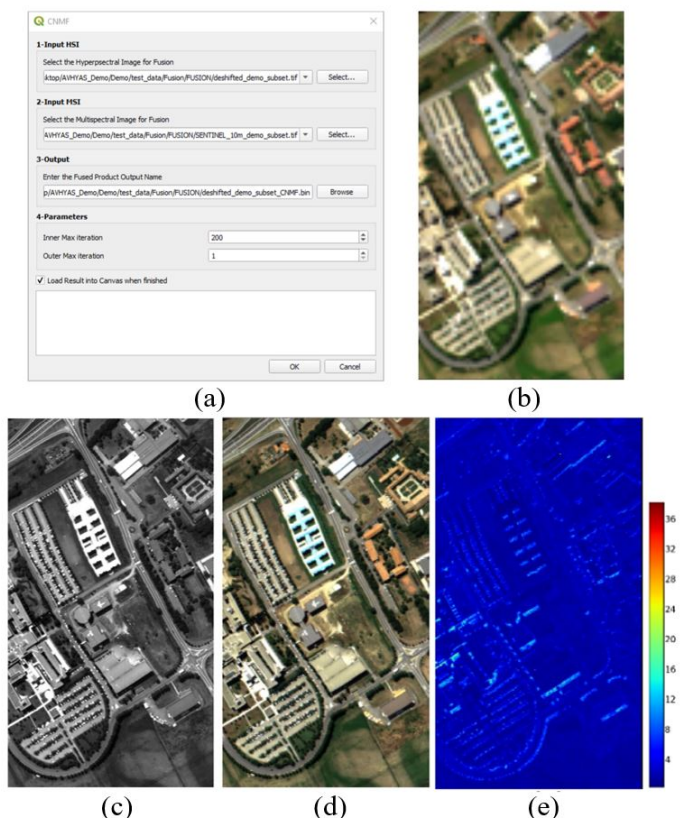 CNMF
1-Input HSI
Select the Hyperpsectral Image for Fusion
ktop/AVHYAS_Demo/Demo/test_data/Fusion/FUSION/deshifted_demo_subset.tif
Select...
2-Input MSI
Select the Multispectral Image for Fusion
AVHYAS_Demo/Demo/test_data/Fusion/FUSION/SENTINEL_10m_demo_subset.tif
Select...
3-Output
Enter the Fused Product Output Name
p/AVHYAS_Demo/Demo/test_data/Fusion/FUSION/deshifted_demo_subset_CNMF.bin
Browse
4-Parameters
Inner Max iteration
200
Outer Max iteration
1
Load Result into Canvas when finished
OK
Cancel
(a)
(b)
36
32
28
24
20
16
12
8
4
(c)
(d)
(e)